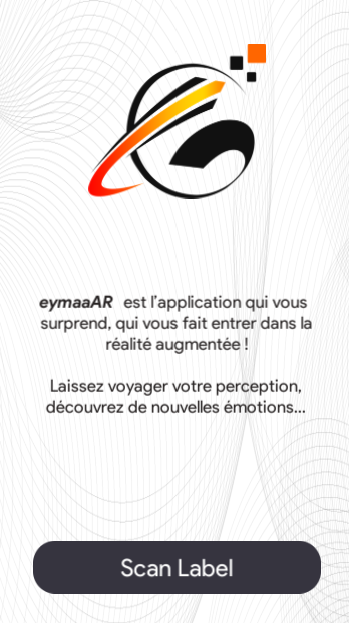 eymaaAR est l'application qui vous
surprend, qui vous fait entrer dans la
réalité augmentée !
Laissez voyager votre perception,
découvrez de nouvelles émotions...
Scan Label